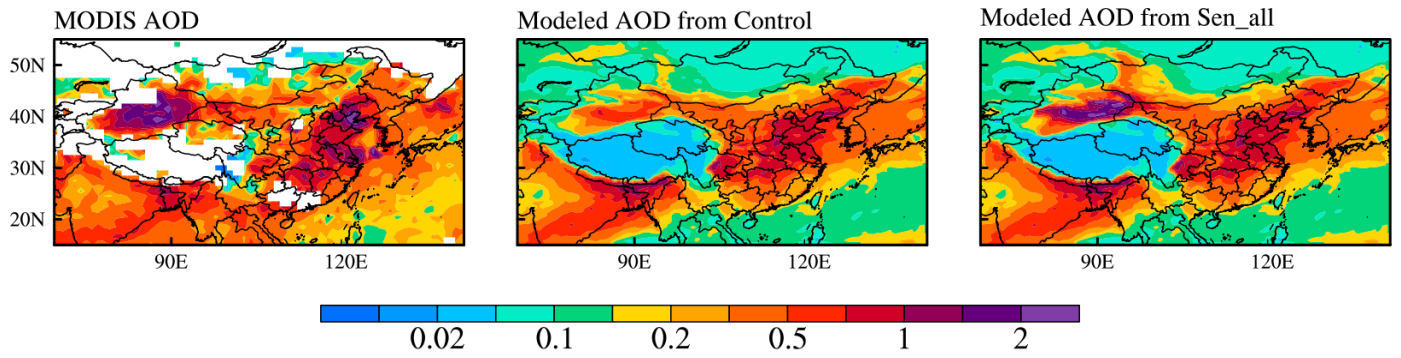 MODIS AOD
Modeled AOD from Control
Modeled AOD from Sen_all
50N
40N
30N
20N
90E 120E
90E 120E
90E 120E
0.02 0.1 0.2 0.5 1 2